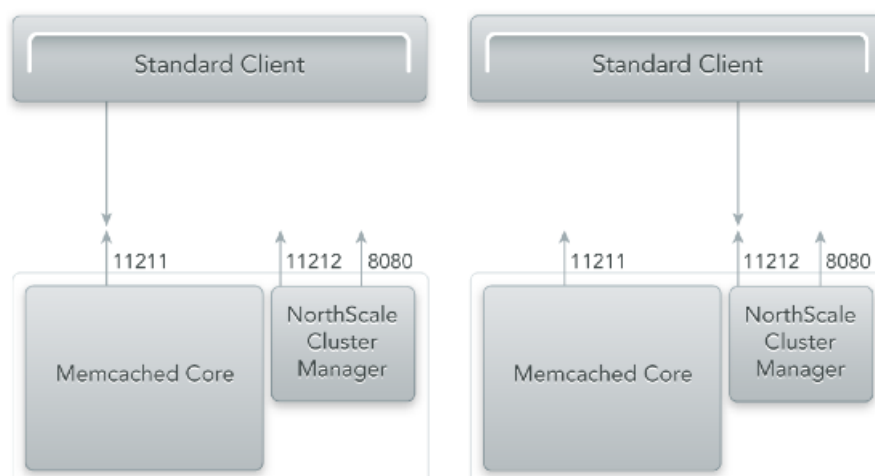 Standard Client
Standard Client
11211
11212
8080
11211
11212
8080
Memcached Core
NorthScale
Cluster
Manager
Memcached Core
NorthScale
Cluster
Manager